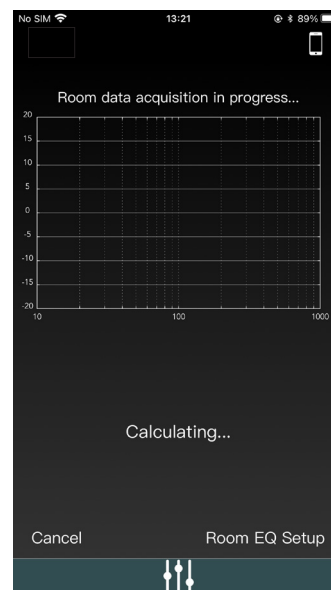 No SIM 13:21 89%
Room data acquisition in progress...
20
15
10
5
0
-5
-10
-15
-20
10 100 1000
Calculating...
Cancel Room EQ Setup